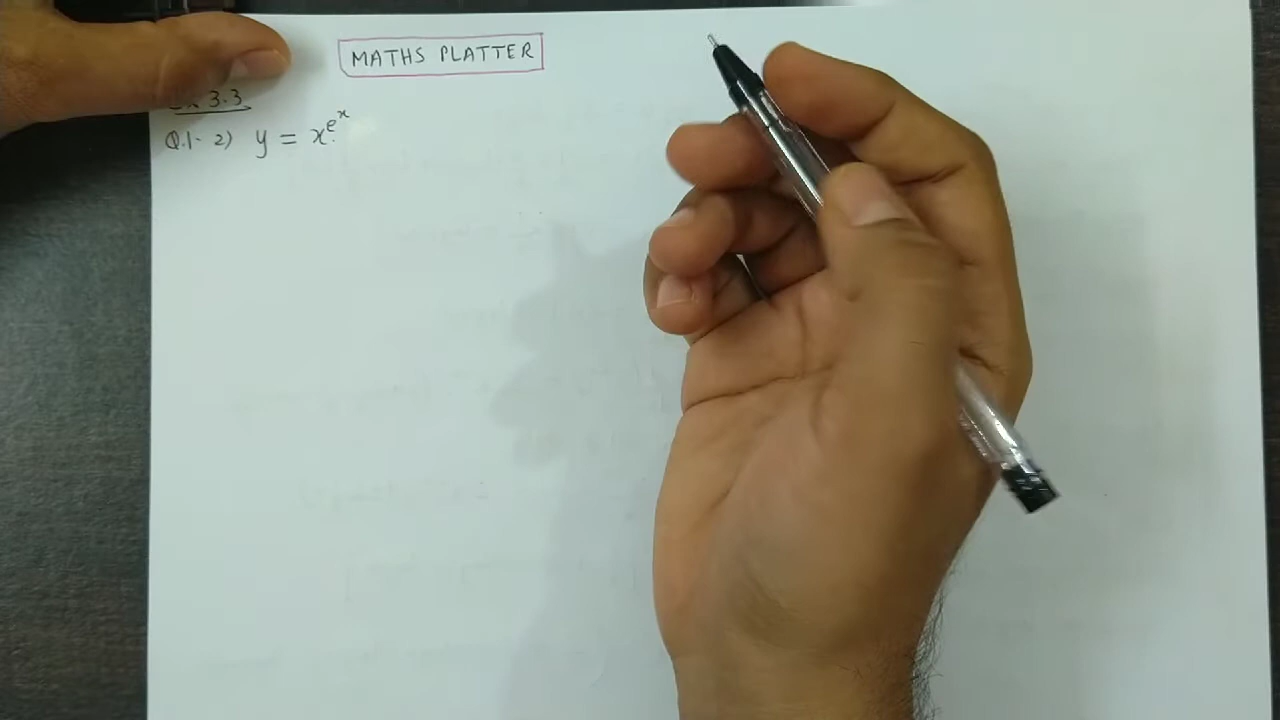 MATHS PLATTER
3.3
Q.1- 2) y = x^{e^x}